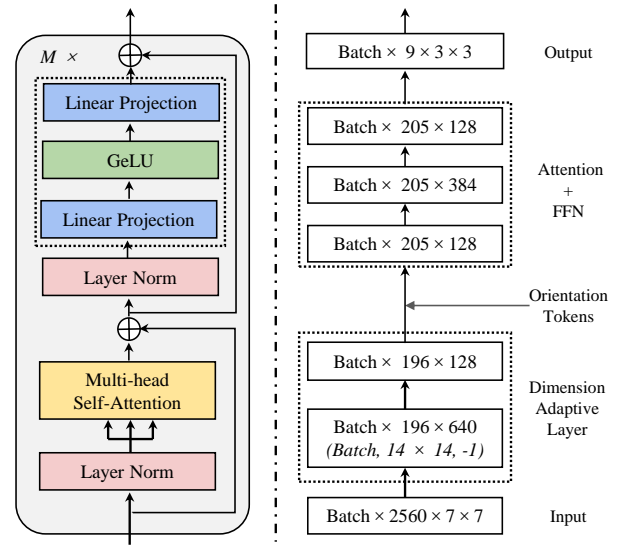 M ×
Linear Projection
GeLU
Linear Projection
Layer Norm
Multi-head
Self-Attention
Layer Norm
Batch × 9 × 3 × 3
Output
Batch × 205 × 128
Batch × 205 × 384
Batch × 205 × 128
Attention
+
FFN
Orientation
Tokens
Batch × 196 × 128
Batch × 196 × 640
(Batch, 14 × 14, -1)
Dimension
Adaptive
Layer
Batch × 2560 × 7 × 7
Input